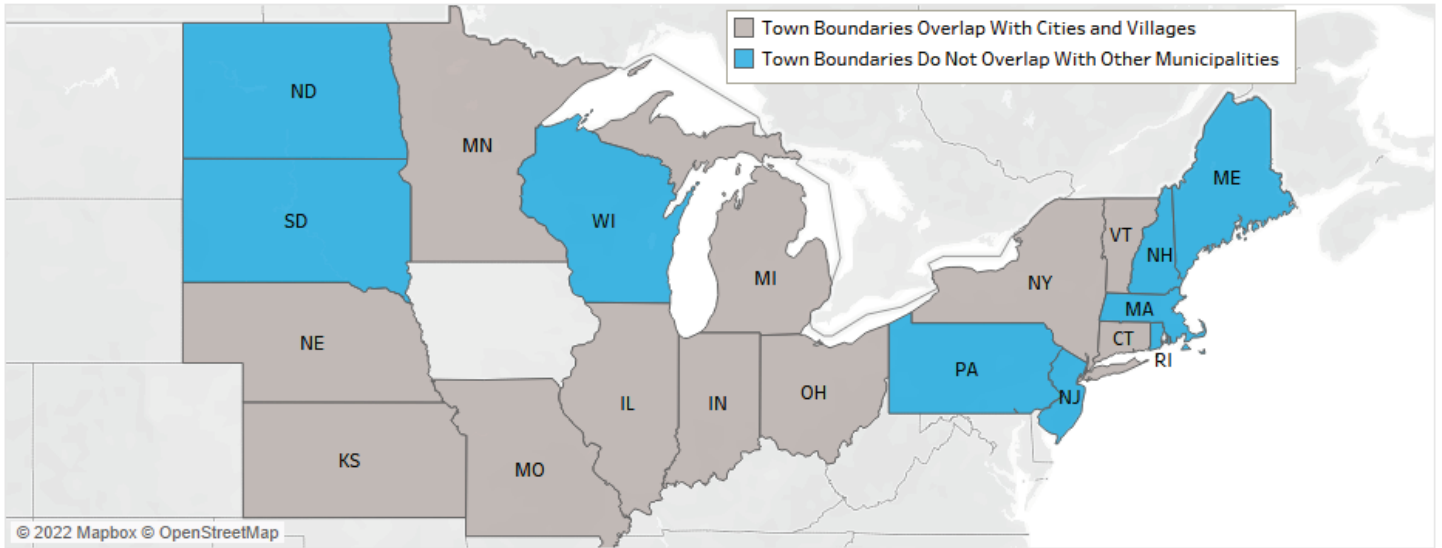 Town Boundaries Overlap With Cities and Villages
Town Boundaries Do Not Overlap With Other Municipalities
ND
MN
ME
SD
WI
VT
NH
MI
NY
MA
NE
CT
RI
PA
NJ
IL
IN
OH
KS
MO
© 2022 Mapbox © OpenStreetMap